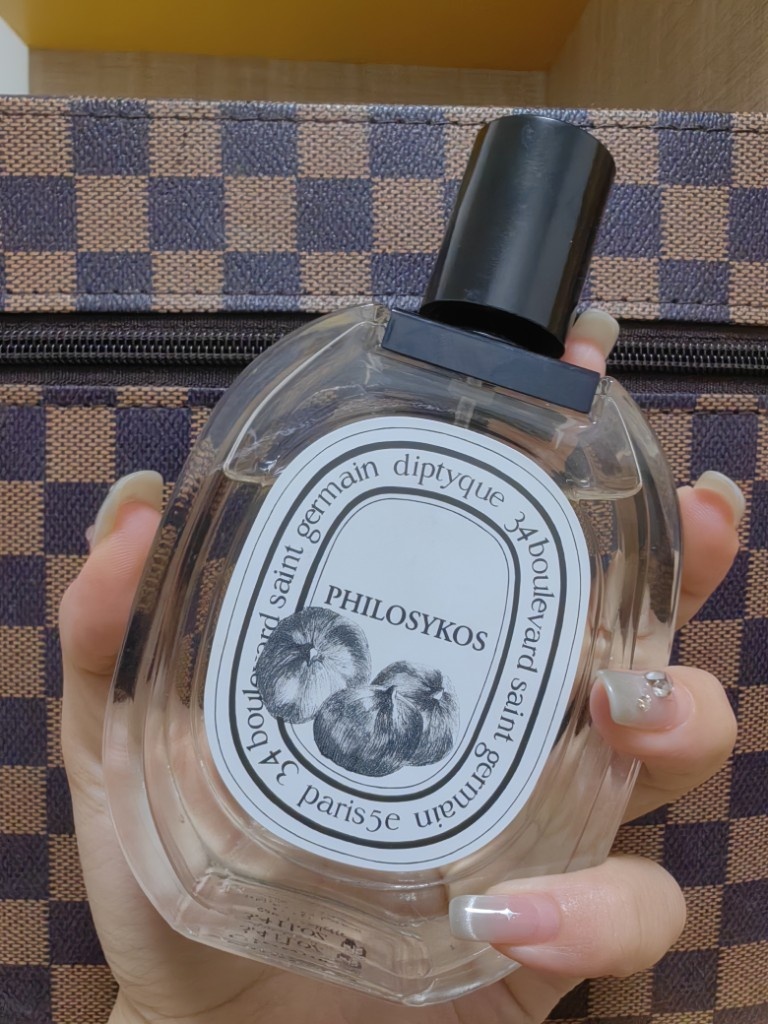 diptyque 34 boulevard saint germain paris5e 34 boulevard saint germain
PHILOSYKOS